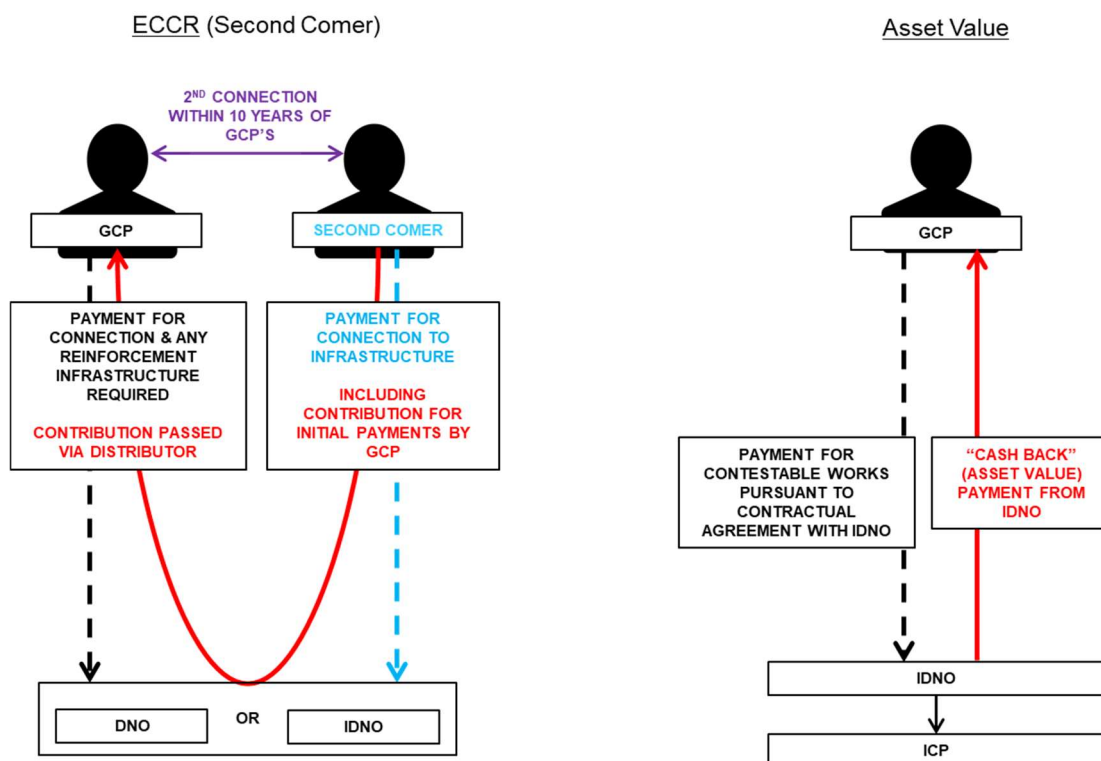 ECCR (Second Comer)
Asset Value
2ND CONNECTION
WITHIN 10 YEARS OF
GCP'S
GCP
SECOND COMER
PAYMENT FOR
CONNECTION & ANY
REINFORCEMENT
INFRASTRUCTURE
REQUIRED
CONTRIBUTION PASSED
VIA DISTRIBUTOR
PAYMENT FOR
CONNECTION TO
INFRASTRUCTURE
INCLUDING
CONTRIBUTION FOR
INITIAL PAYMENTS BY
GCP
DNO
OR
IDNO
GCP
PAYMENT FOR
CONTESTABLE WORKS
PURSUANT TO
CONTRACTUAL
AGREEMENT WITH IDNO
“CASH BACK”
(ASSET VALUE)
PAYMENT FROM
IDNO
IDNO
ICP